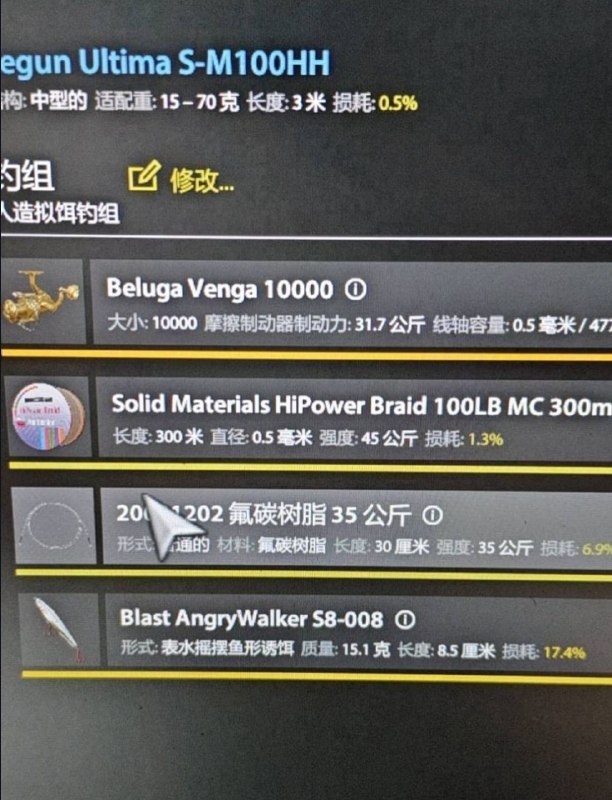 egun Ultima S-M100HH
构: 中型的 适配重: 15 – 70 克 长度: 3 米 损耗: 0.5%
钓组 修改...
人造拟饵钓组
Beluga Venga 10000
大小: 10000 摩擦制动器制动力: 31.7 公斤 线轴容量: 0.5 毫米 / 477
Solid Materials HiPower Braid 100LB MC 300m
长度: 300 米 直径: 0.5 毫米 强度: 45 公斤 损耗: 1.3%
1202 氟碳树脂 35 公斤
形式: 普通的 材料: 氟碳树脂 长度: 30 厘米 强度: 35 公斤 损耗: 6.9%
Blast AngryWalker S8-008
形式: 表水摇摆鱼形诱饵 质量: 15.1 克 长度: 8.5 厘米 损耗: 17.4%